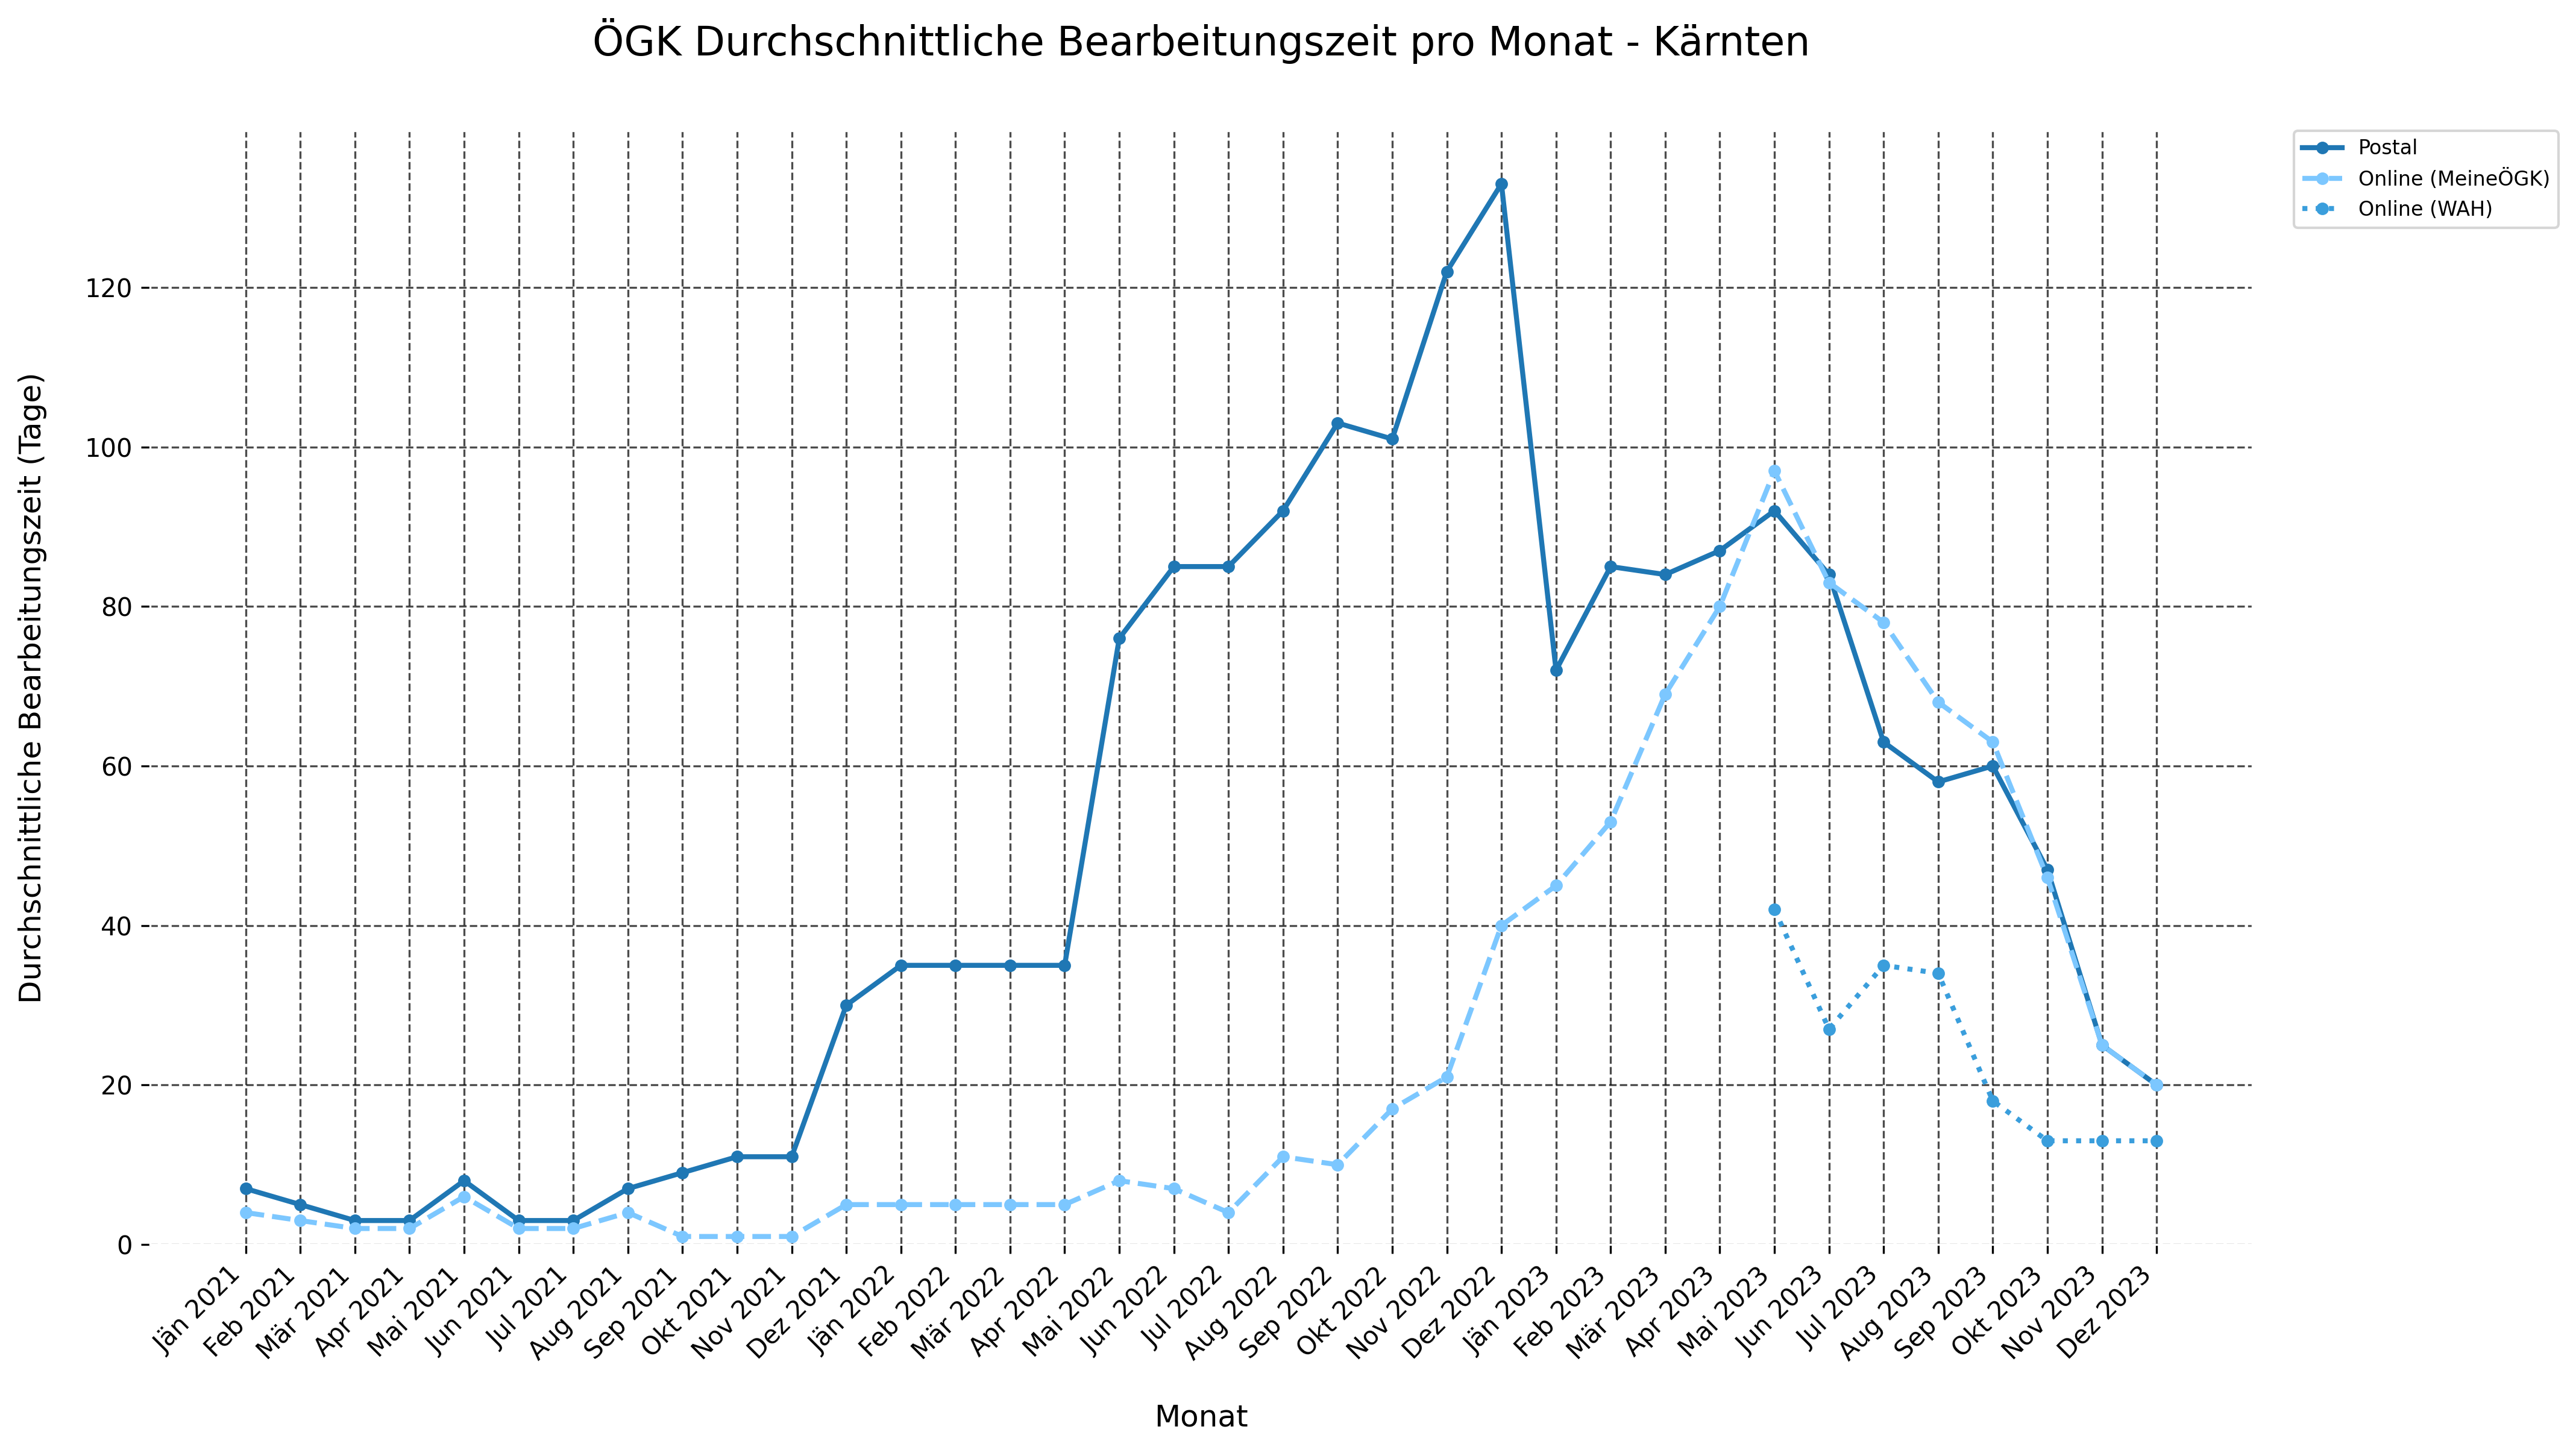 ÖGK Durchschnittliche Bearbeitungszeit pro Monat - Kärnten
Postal
Online (MeineÖGK)
Online (WAH)
Durchschnittliche Bearbeitungszeit (Tage)
120
100
80
60
40
20
0
Jän 2021
Feb 2021
Mär 2021
Apr 2021
Mai 2021
Jun 2021
Jul 2021
Aug 2021
Sep 2021
Okt 2021
Nov 2021
Dez 2021
Jän 2022
Feb 2022
Mär 2022
Apr 2022
Mai 2022
Jun 2022
Jul 2022
Aug 2022
Sep 2022
Okt 2022
Nov 2022
Dez 2022
Jän 2023
Feb 2023
Mär 2023
Apr 2023
Mai 2023
Jun 2023
Jul 2023
Aug 2023
Sep 2023
Okt 2023
Nov 2023
Dez 2023
Monat